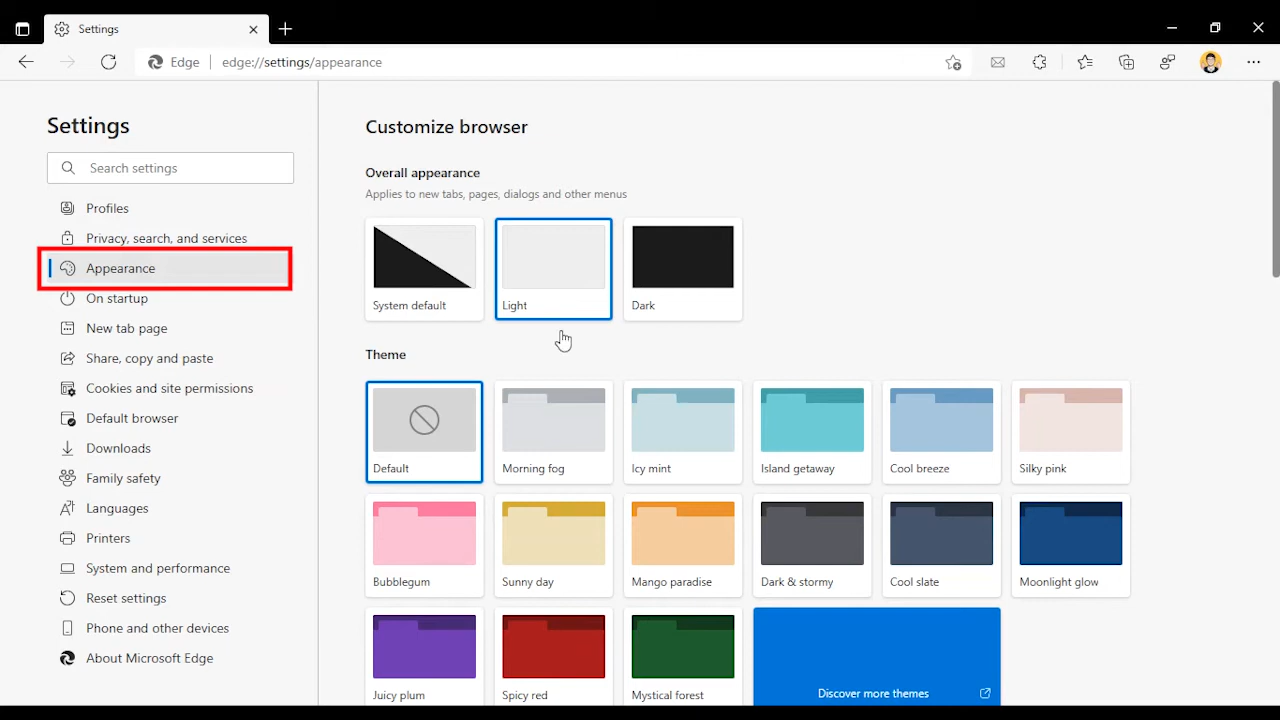 Settings
Edge | edge://settings/appearance
Settings
Search settings
Profiles
Privacy, search, and services
Appearance
On startup
New tab page
Share, copy and paste
Cookies and site permissions
Default browser
Downloads
Family safety
Languages
Printers
System and performance
Reset settings
Phone and other devices
About Microsoft Edge
Customize browser
Overall appearance
Applies to new tabs, pages, dialogs and other menus
System default
Light
Dark
Theme
Default
Morning fog
Icy mint
Island getaway
Cool breeze
Silky pink
Bubblegum
Sunny day
Mango paradise
Dark & stormy
Cool slate
Moonlight glow
Juicy plum
Spicy red
Mystical forest
Discover more themes